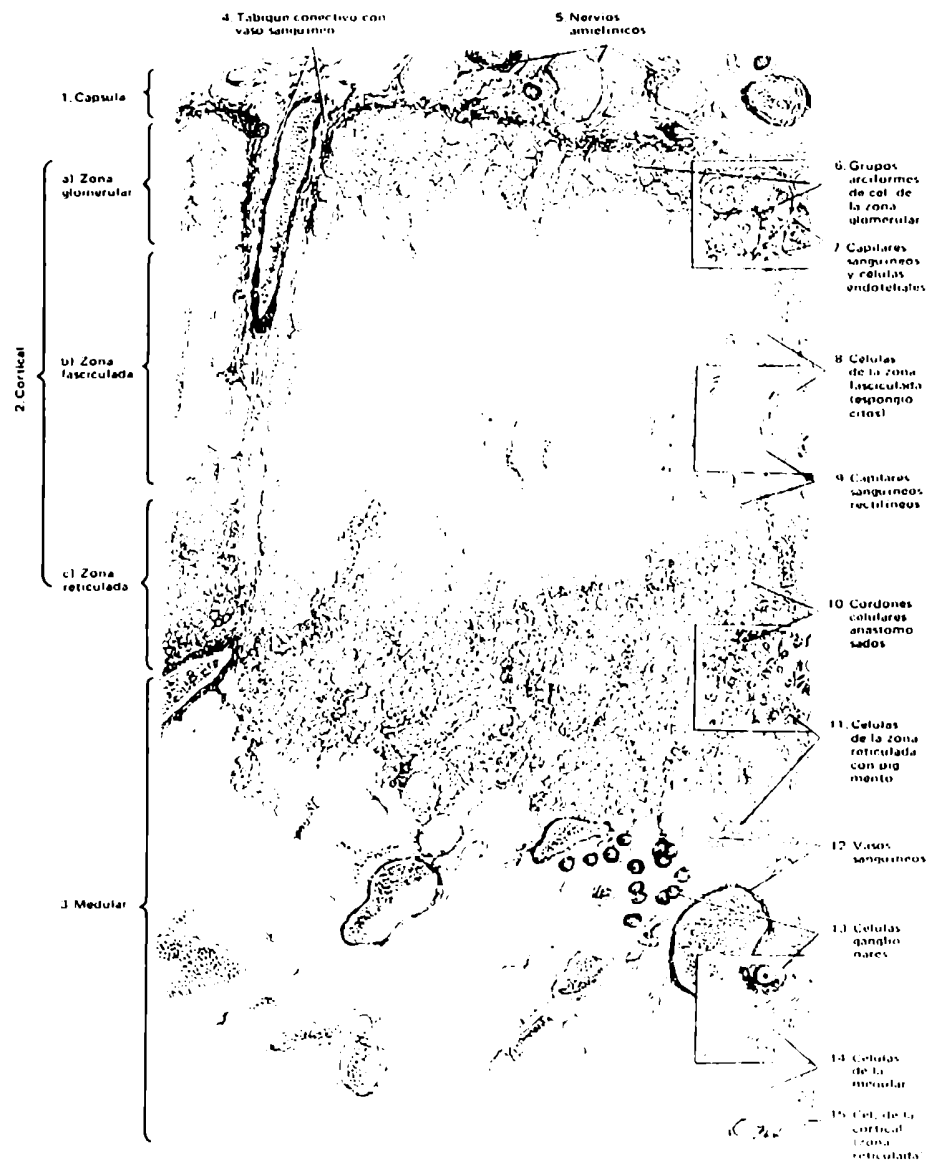 4. Tabique conectivo con
vaso sanguíneo
5. Nervios
amielínicos
1. Capsula
a) Zona
glomerular
b) Zona
fasciculada
2. Cortical
c) Zona
reticulada
3. Medular
6. Grupos
arciformes
de cel. de
la zona
glomerular
7. Capilares
sanguíneos
y células
endoteliales
8. Células
de la zona
fasciculada
(espongio
citos)
9. Capilares
sanguíneos
rectilíneos
10. Cordones
celulares
anastomo
sados
11. Células
de la zona
reticulada
con pig
mento
12. Vasos
sanguíneos
13. Células
ganglio
nares
14. Células
de la
medular
15. Cel. de la
cortical
(zona
reticulada)